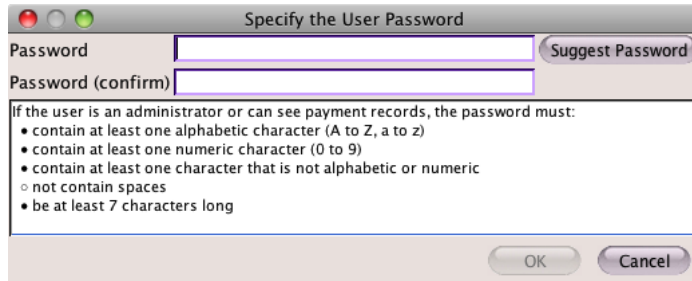 Specify the User Password
Password
Suggest Password
Password (confirm)
If the user is an administrator or can see payment records, the password must:
• contain at least one alphabetic character (A to Z, a to z)
• contain at least one numeric character (0 to 9)
• contain at least one character that is not alphabetic or numeric
◦ not contain spaces
• be at least 7 characters long
OK
Cancel